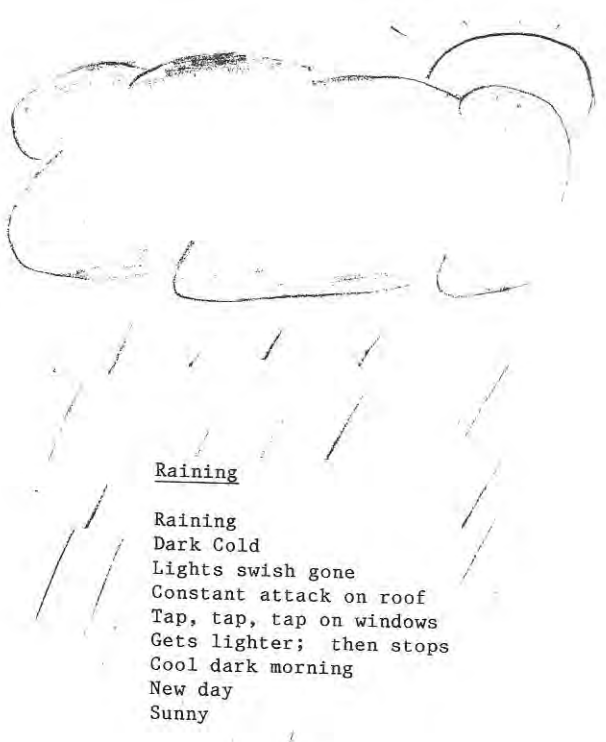 Raining
Raining
Dark Cold
Lights swish gone
Constant attack on roof
Tap, tap, tap on windows
Gets lighter;  then stops
Cool dark morning
New day
Sunny